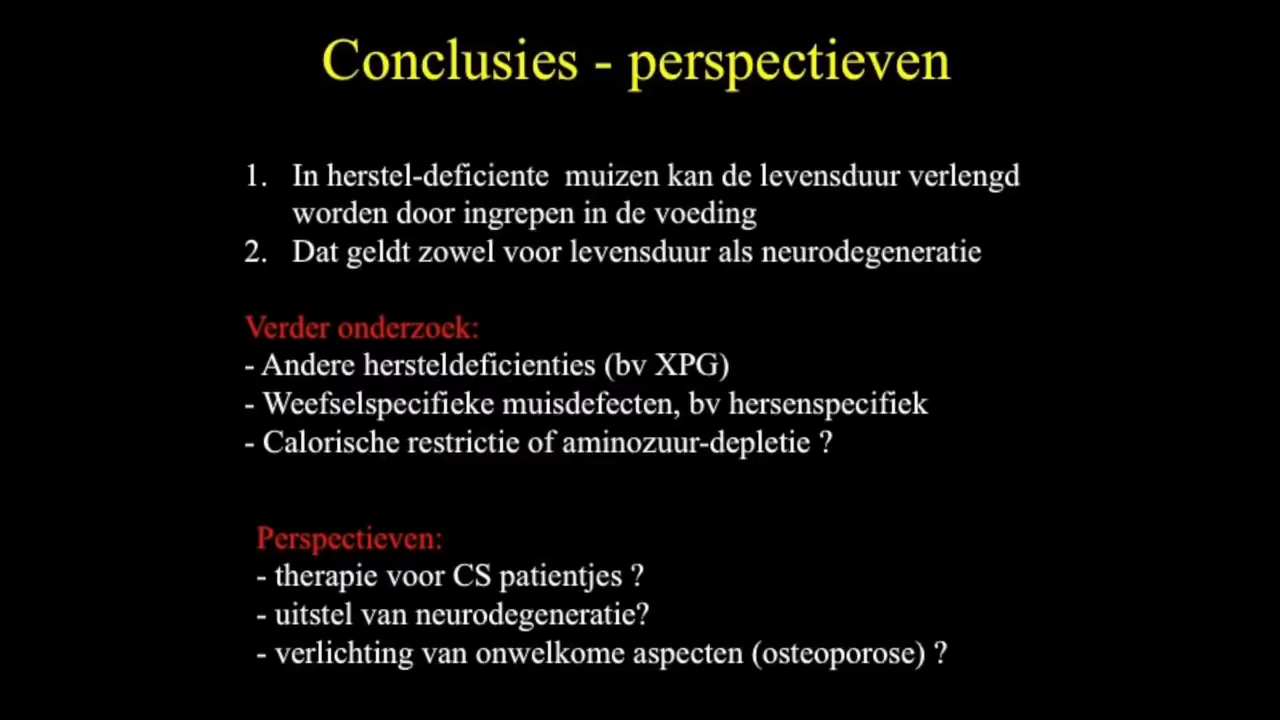 Conclusies - perspectieven
1. In herstel-deficiente muizen kan de levensduur verlengd
worden door ingrepen in de voeding
2. Dat geldt zowel voor levensduur als neurodegeneratie
Verder onderzoek:
- Andere hersteldeficienties (bv XPG)
- Weefselspecifieke muisdefecten, bv hersenspecifiek
- Calorische restrictie of aminozuur-depletie ?
Perspectieven:
- therapie voor CS patientjes ?
- uitstel van neurodegeneratie?
- verlichting van onwelkome aspecten (osteoporose) ?